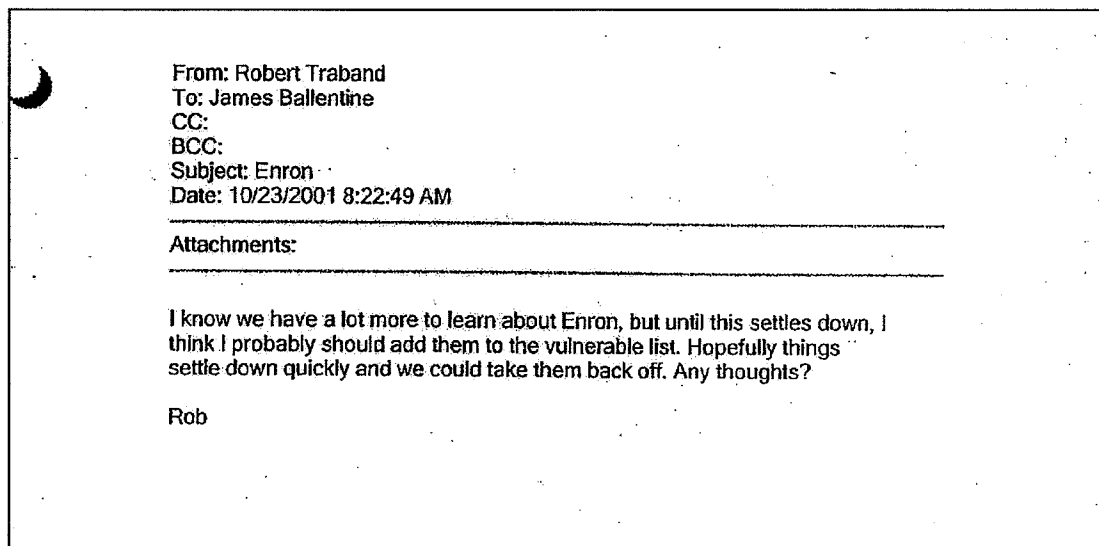 From: Robert Traband
To: James Ballentine
CC:
BCC:
Subject: Enron
Date: 10/23/2001 8:22:49 AM
Attachments:
I know we have a lot more to learn about Enron, but until this settles down, I
think I probably should add them to the vulnerable list. Hopefully things
settle down quickly and we could take them back off. Any thoughts?
Rob